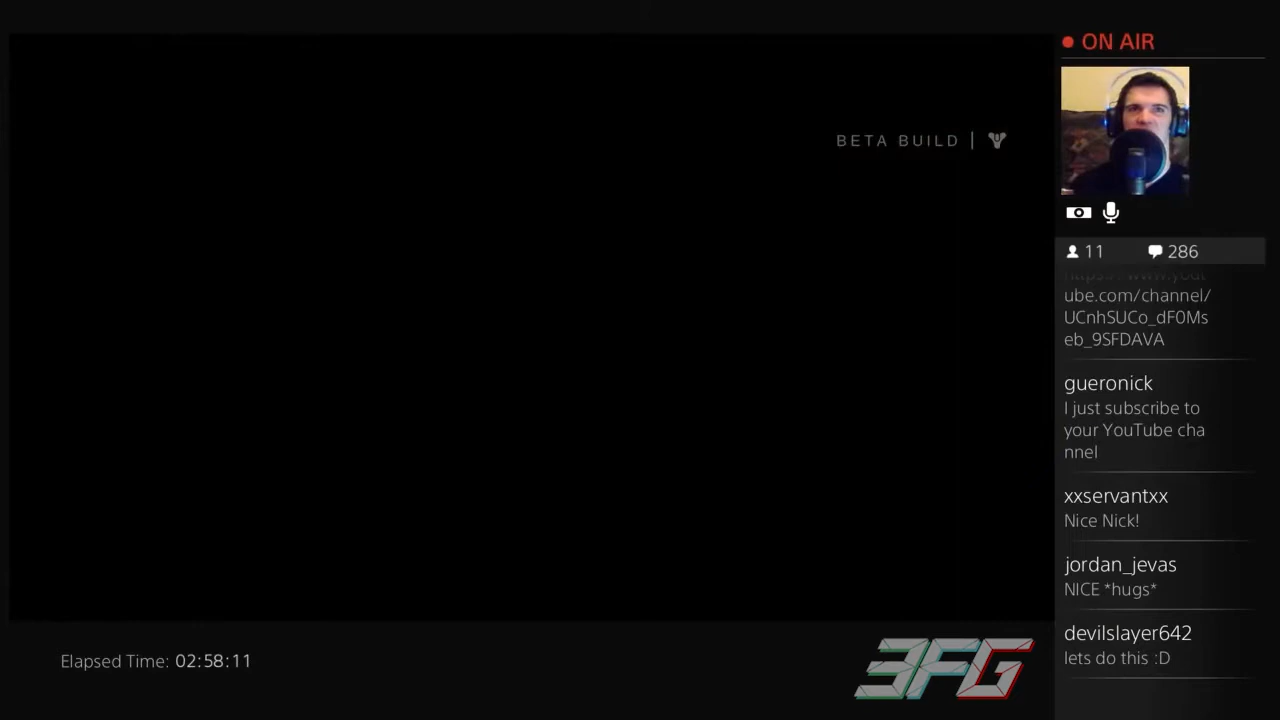 ON AIR
BETA BUILD |
11 286
ube.com/channel/
UCnhSUCo_dF0Ms
eb_9SFDAVA
gueronick
I just subscribe to
your YouTube cha
nnel
xxservantxx
Nice Nick!
jordan_jevas
NICE *hugs*
devilslayer642
lets do this :D
Elapsed Time: 02:58:11
3FG